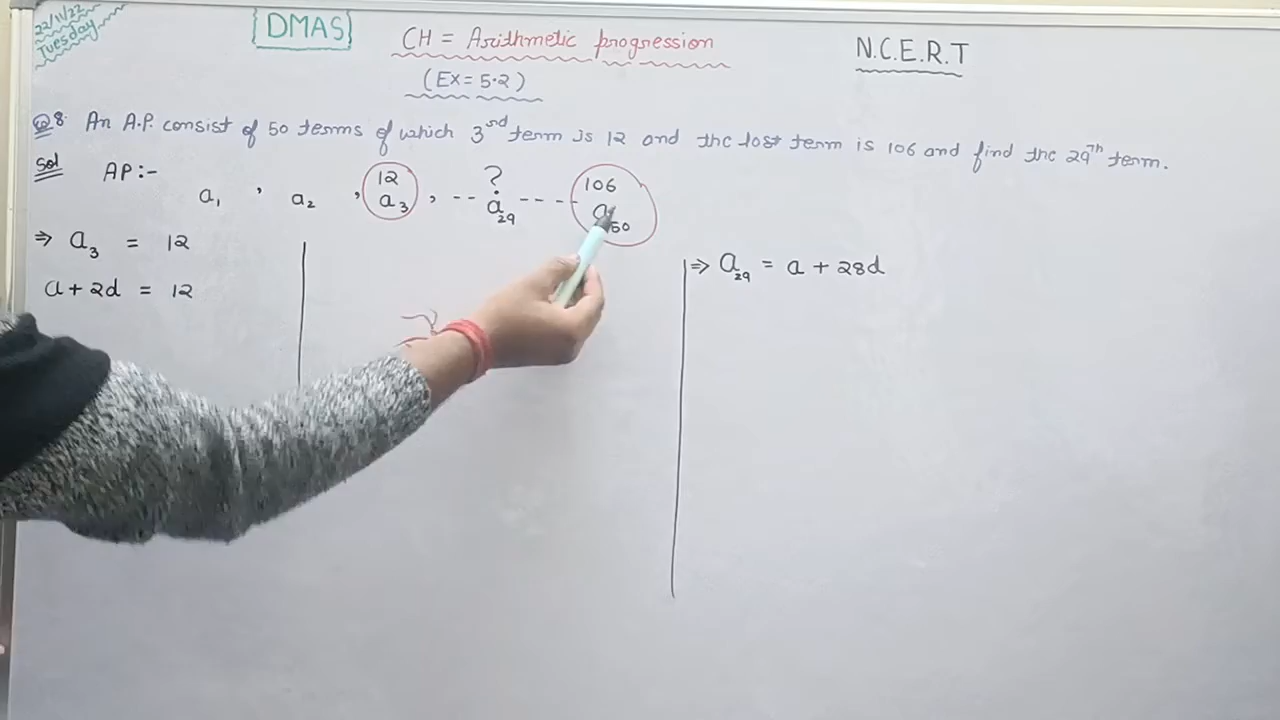 22/11/22
Tuesday
[DMAS]
CH = Arithmetic progression
N.C.E.R.T
(Ex = 5.2)
Q8. An A.P. consist of 50 terms of which 3rd term is 12 and the last term is 106 and find the 29th term.
Sol
AP:-
12 ? 106
a1 , a2 , a3 , -- a29 ---- a50
⇒ a3 = 12
a + 2d = 12
⇒ a29 = a + 28d